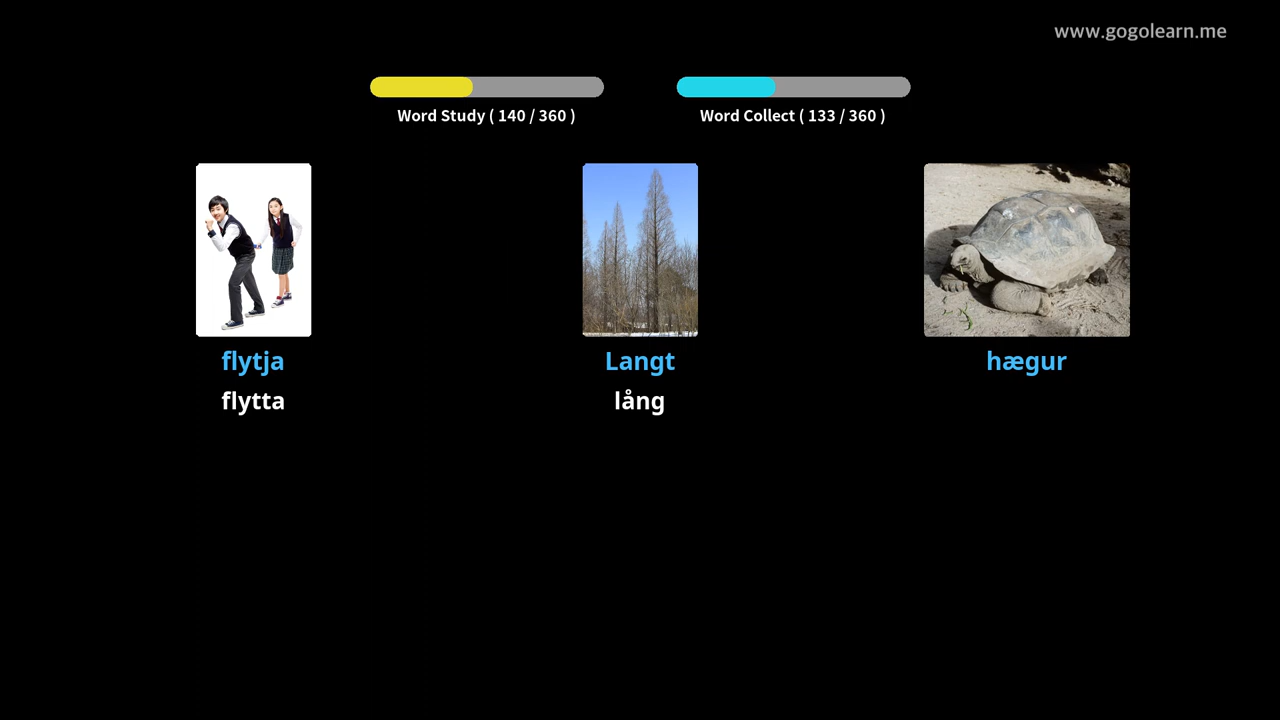 www.gogolearn.me
Word Study ( 140 / 360 )
Word Collect ( 133 / 360 )
flytja
flytta
Langt
lång
hægur